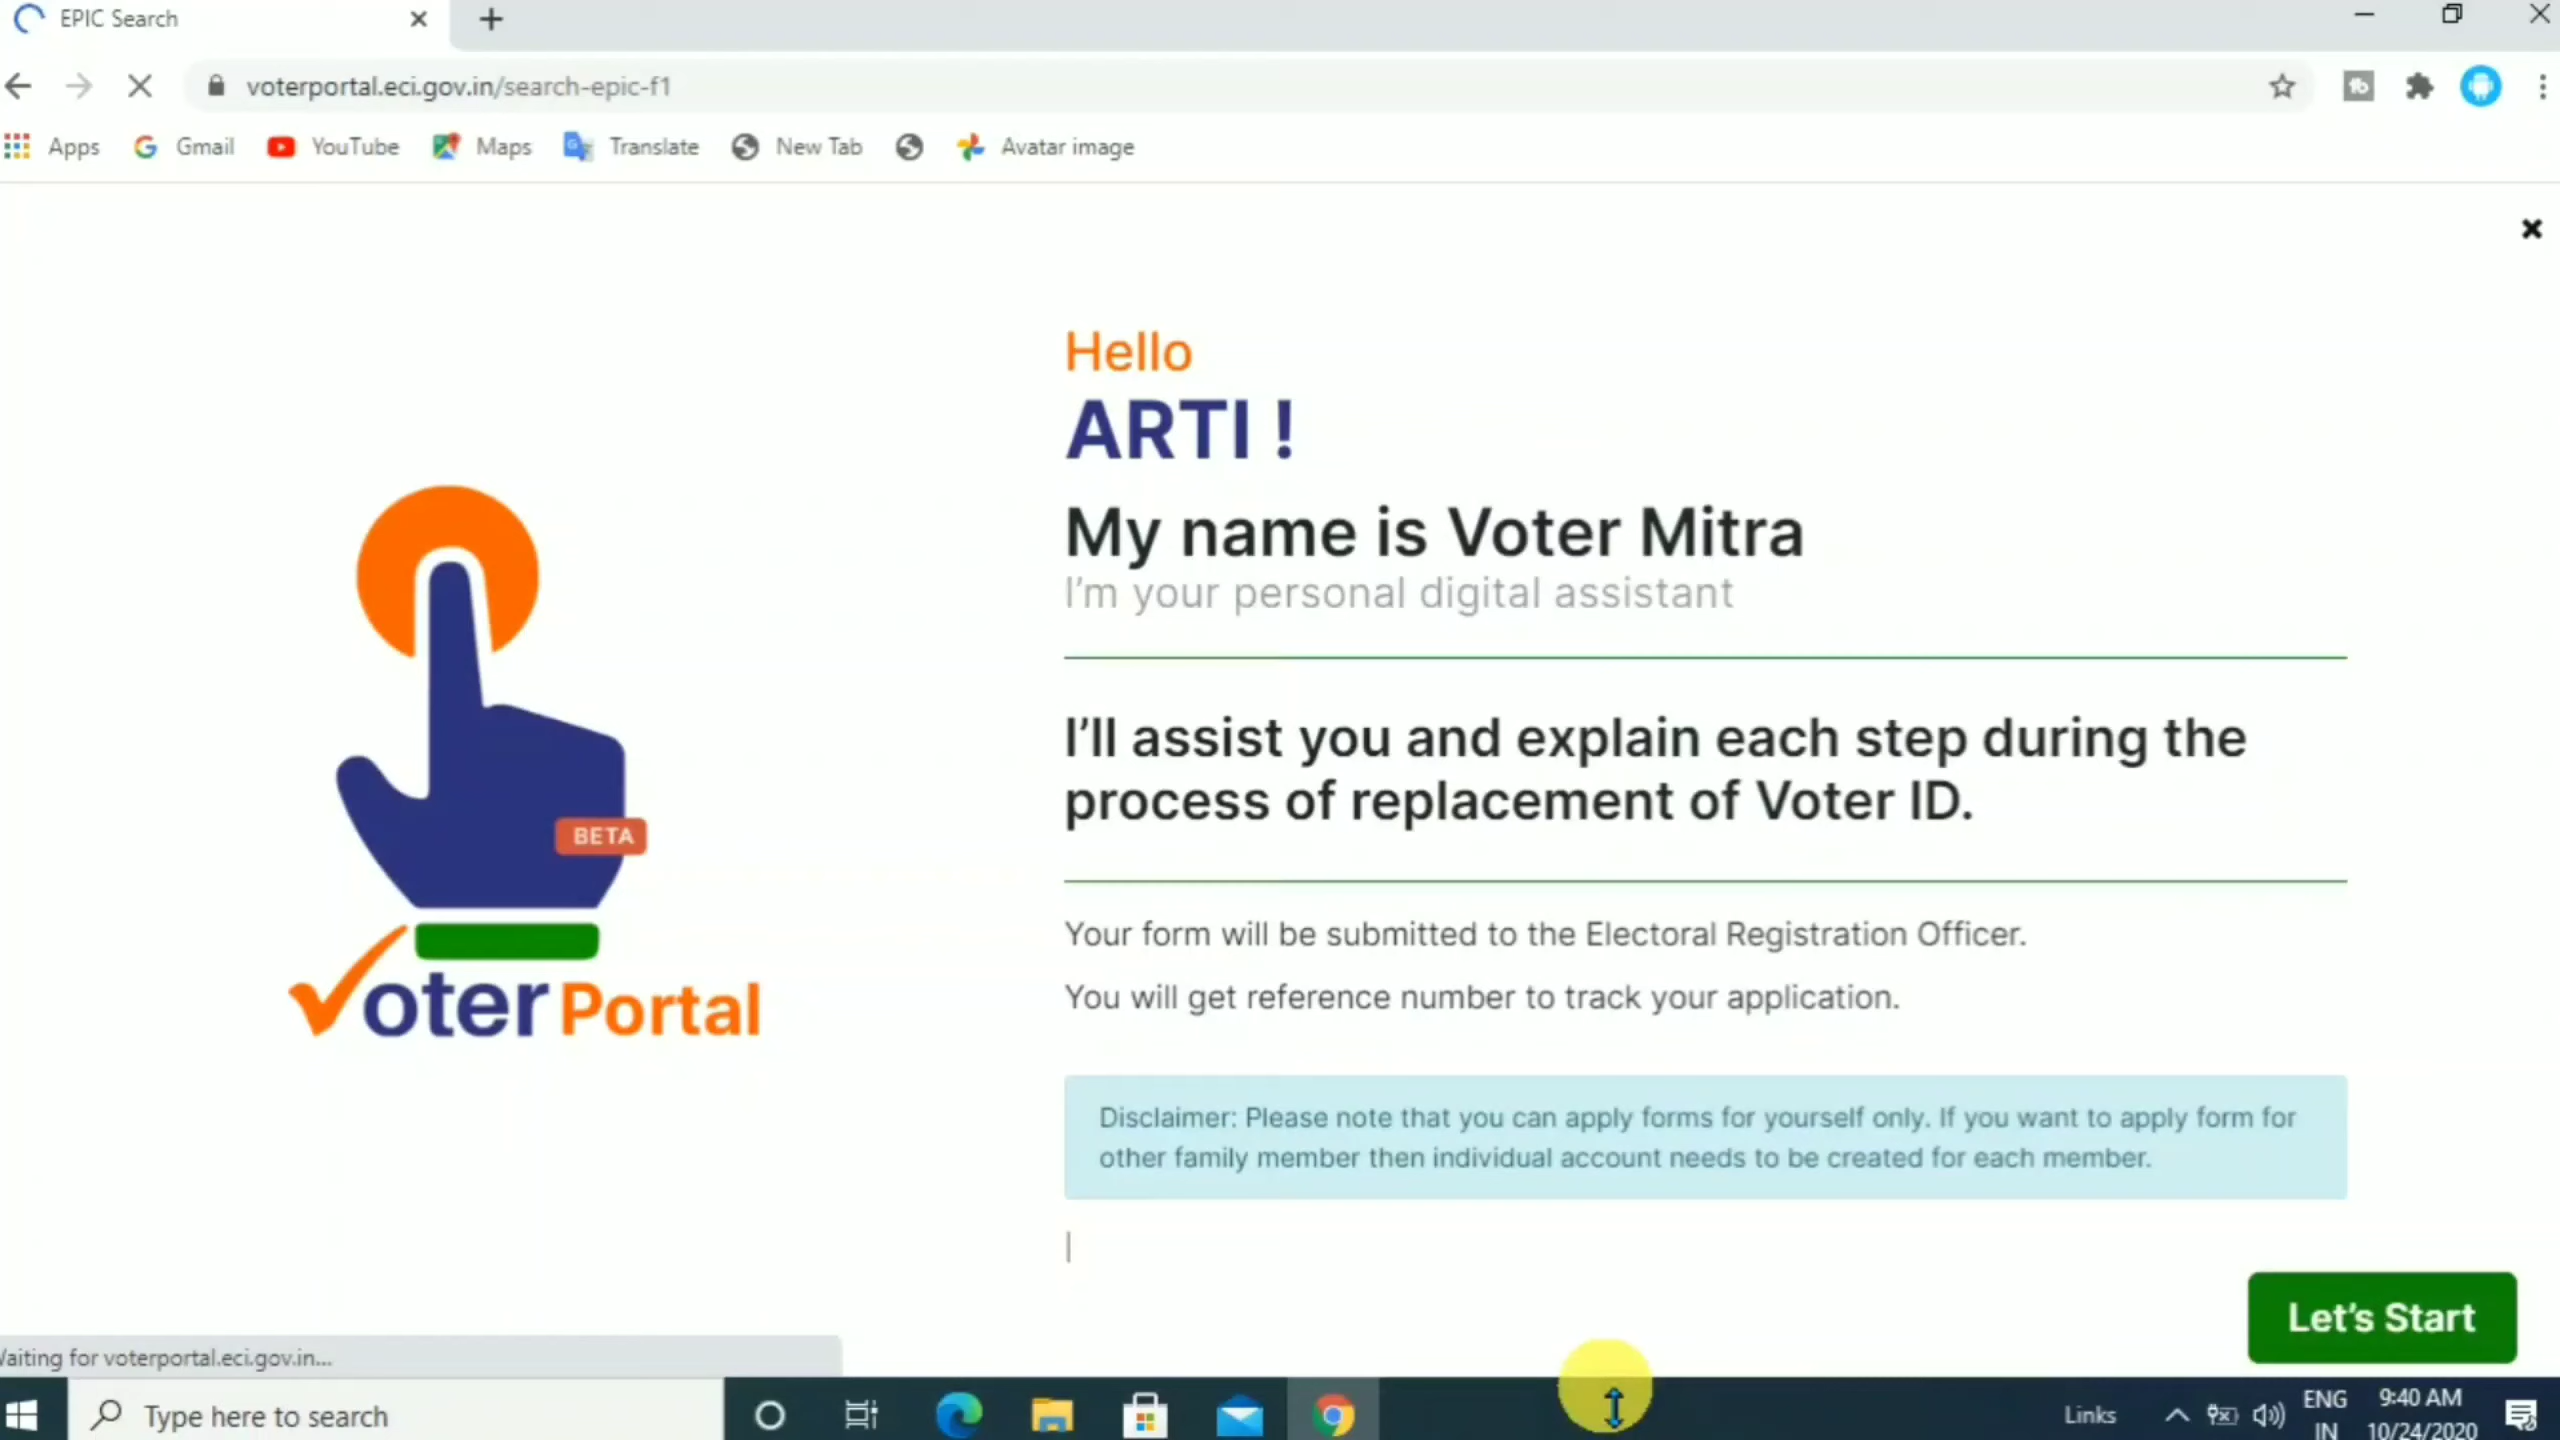 EPIC Search
voterportal.eci.gov.in/search-epic-f1
Apps Gmail YouTube Maps Translate New Tab Avatar image
Hello
ARTI !
My name is Voter Mitra
I'm your personal digital assistant
I'll assist you and explain each step during the
process of replacement of Voter ID.
BETA
Voter Portal
Your form will be submitted to the Electoral Registration Officer.
You will get reference number to track your application.
Disclaimer: Please note that you can apply forms for yourself only. If you want to apply form for
other family member then individual account needs to be created for each member.
Let's Start
Waiting for voterportal.eci.gov.in...
Type here to search
Links
ENG
IN
9:40 AM
10/24/2020